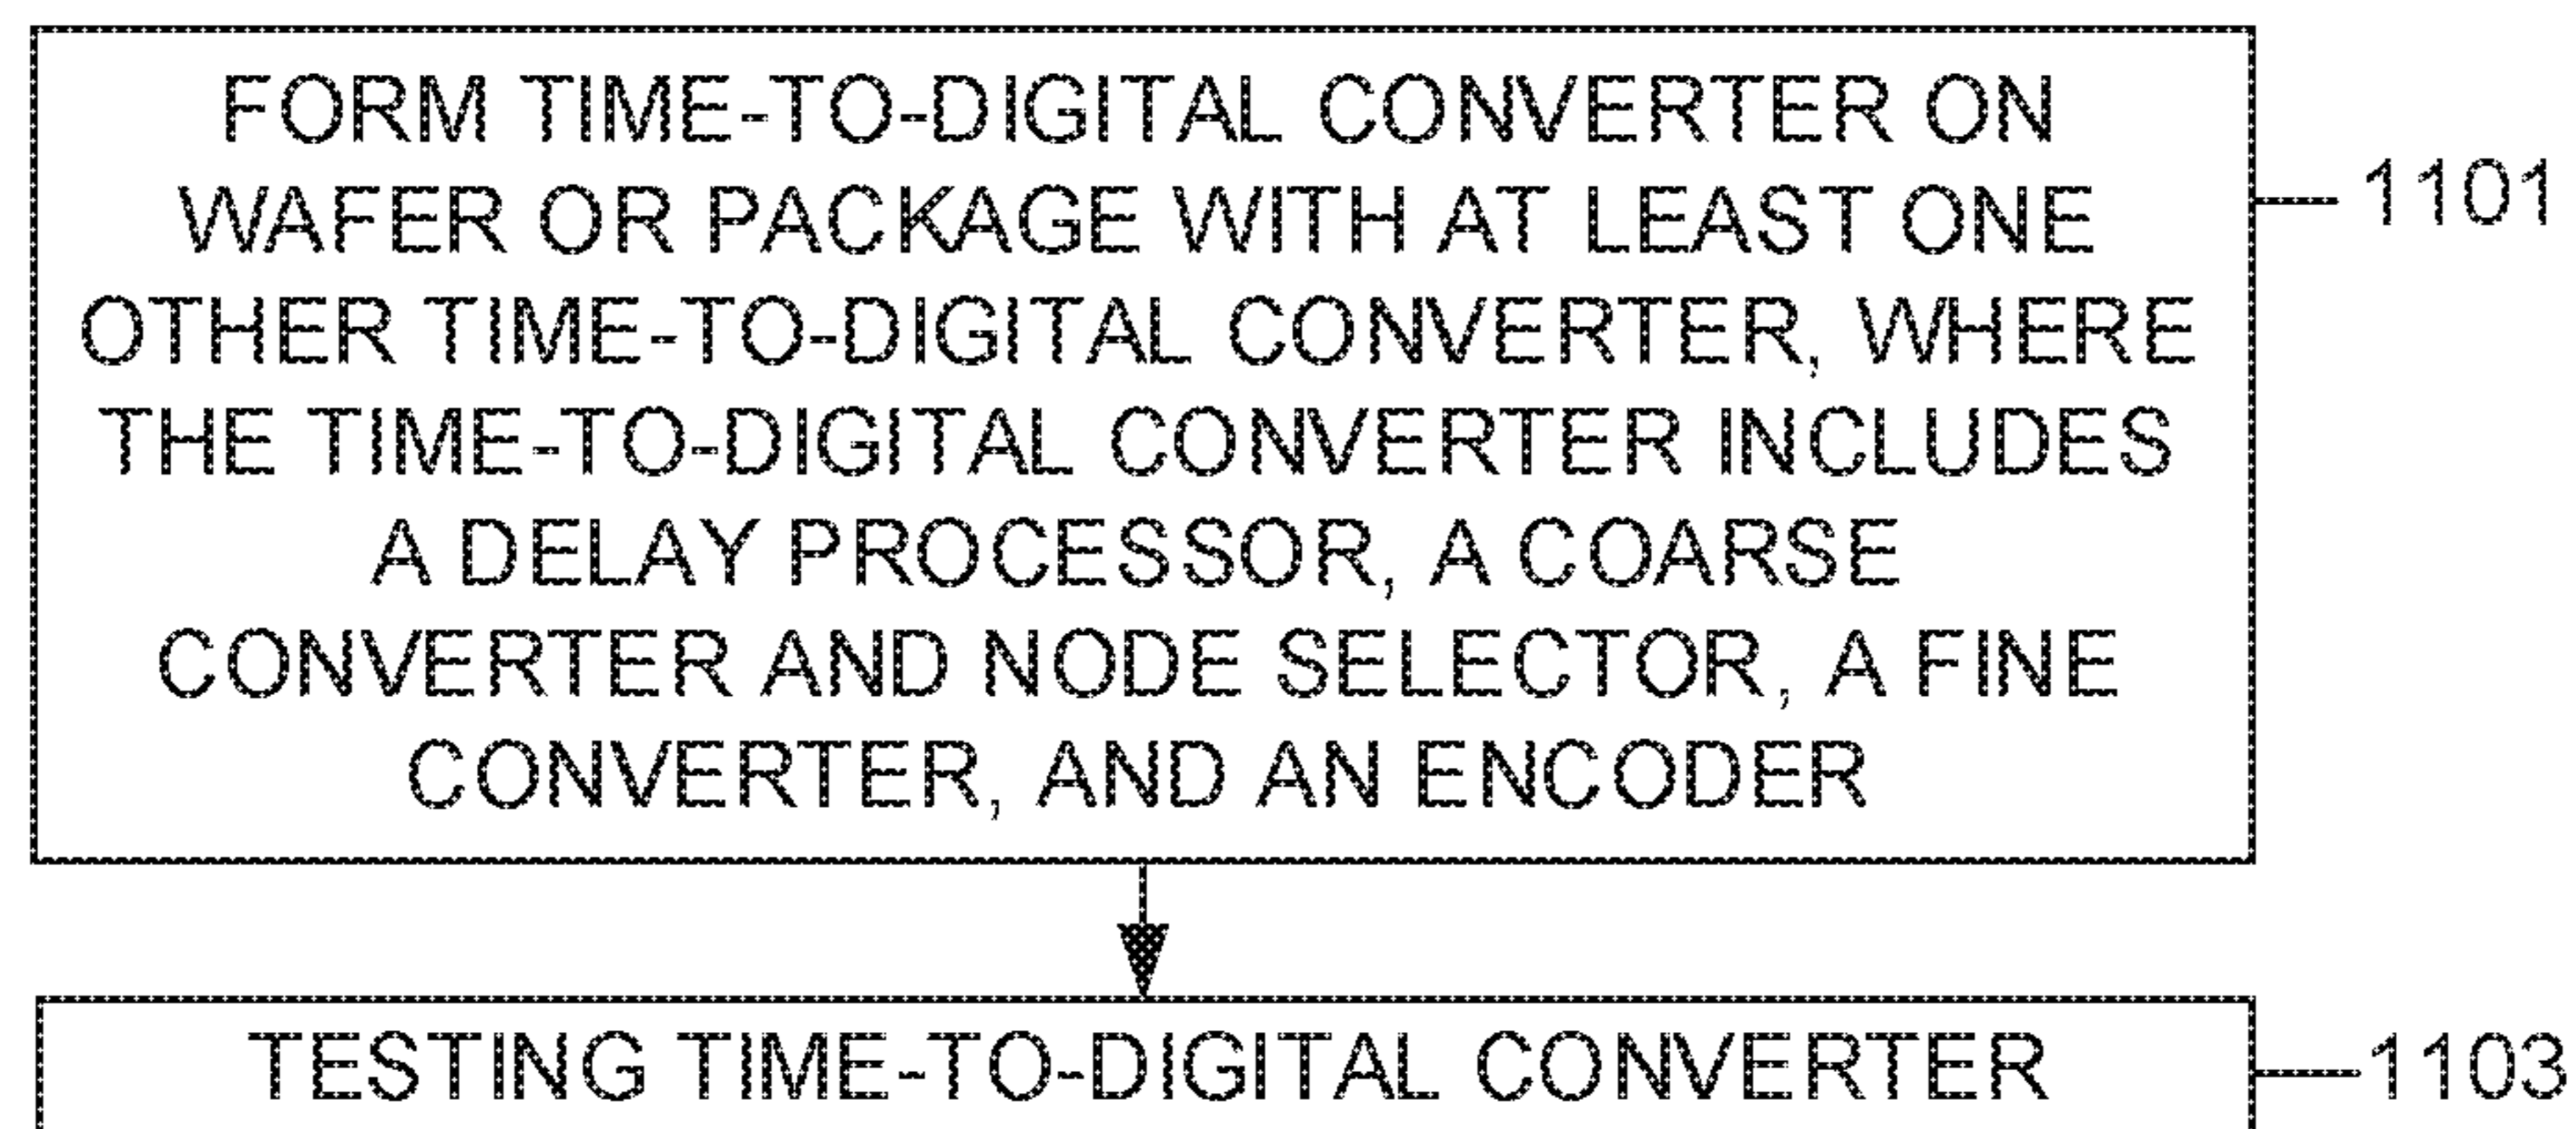 FORM TIME-TO-DIGITAL CONVERTER ON
WAFER OR PACKAGE WITH AT LEAST ONE
OTHER TIME-TO-DIGITAL CONVERTER, WHERE
THE TIME-TO-DIGITAL CONVERTER INCLUDES
A DELAY PROCESSOR, A COARSE
CONVERTER AND NODE SELECTOR, A FINE
CONVERTER, AND AN ENCODER
1101
TESTING TIME-TO-DIGITAL CONVERTER
1103